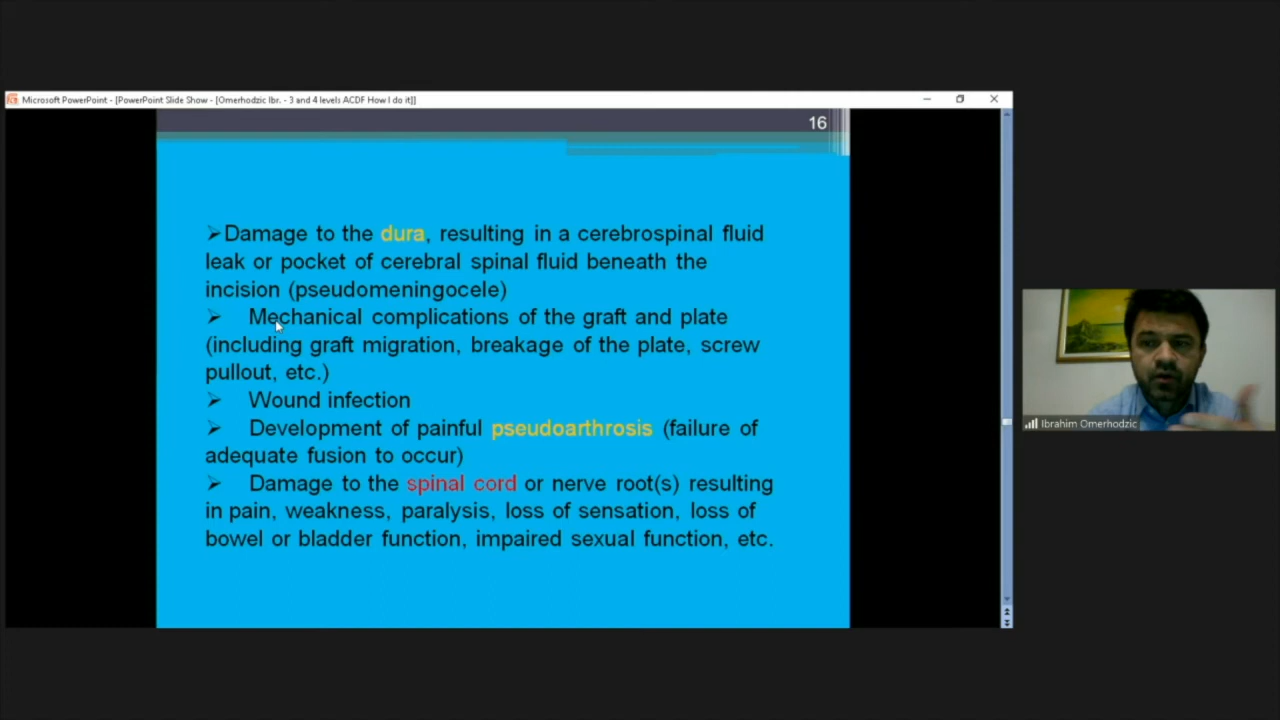 Microsoft PowerPoint - [PowerPoint Slide Show - [Omerhodzic Ibr. - 3 and 4 levels ACDF How I do it]]
16
➢Damage to the dura, resulting in a cerebrospinal fluid
leak or pocket of cerebral spinal fluid beneath the
incision (pseudomeningocele)
➢ Mechanical complications of the graft and plate
(including graft migration, breakage of the plate, screw
pullout, etc.)
➢ Wound infection
➢ Development of painful pseudoarthrosis (failure of
adequate fusion to occur)
➢ Damage to the spinal cord or nerve root(s) resulting
in pain, weakness, paralysis, loss of sensation, loss of
bowel or bladder function, impaired sexual function, etc.
Ibrahim Omerhodzic